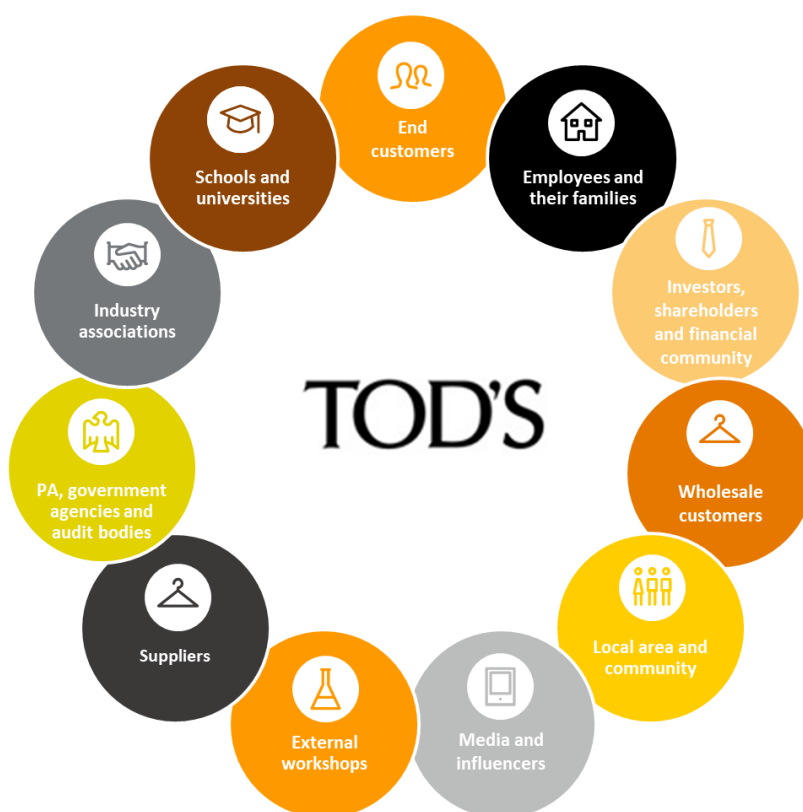 End
customers
Employees and
their families
Investors,
shareholders
and financial
community
Wholesale
customers
Local area and
community
Media and
influencers
External
workshops
Suppliers
PA, government
agencies and
audit bodies
Industry
associations
Schools and
universities
TOD'S